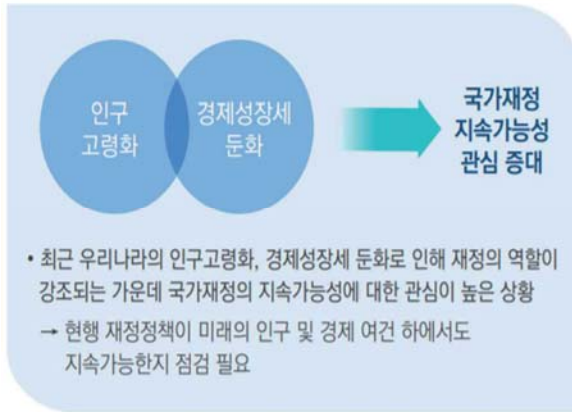 인구
고령화
경제성장세
둔화
국가재정
지속가능성
관심 증대
• 최근 우리나라의 인구고령화, 경제성장세 둔화로 인해 재정의 역할이
강조되는 가운데 국가재정의 지속가능성에 대한 관심이 높은 상황
→ 현행 재정정책이 미래의 인구 및 경제 여건 하에서도
지속가능한지 점검 필요